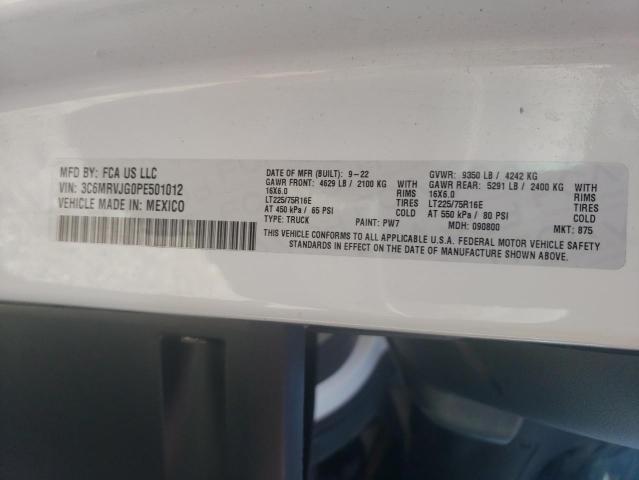 MFD BY: FCA US LLC
VIN: 3C6MRVJG0PE501012
VEHICLE MADE IN: MEXICO
DATE OF MFR (BUILT): 9-22 GVWR: 9350 LB / 4242 KG
GAWR FRONT: 4629 LB / 2100 KG GAWR REAR: 5291 LB / 2400 KG
16X6.0 RIMS 16X6.0 RIMS
LT225/75R16E TIRES LT225/75R16E TIRES
AT 450 kPa / 65 PSI COLD AT 550 kPa / 80 PSI COLD
TYPE: TRUCK PAINT: PW7 MDH: 090800 MKT: 875
THIS VEHICLE CONFORMS TO ALL APPLICABLE U.S.A. FEDERAL MOTOR VEHICLE SAFETY
STANDARDS IN EFFECT ON THE DATE OF MANUFACTURE SHOWN ABOVE.